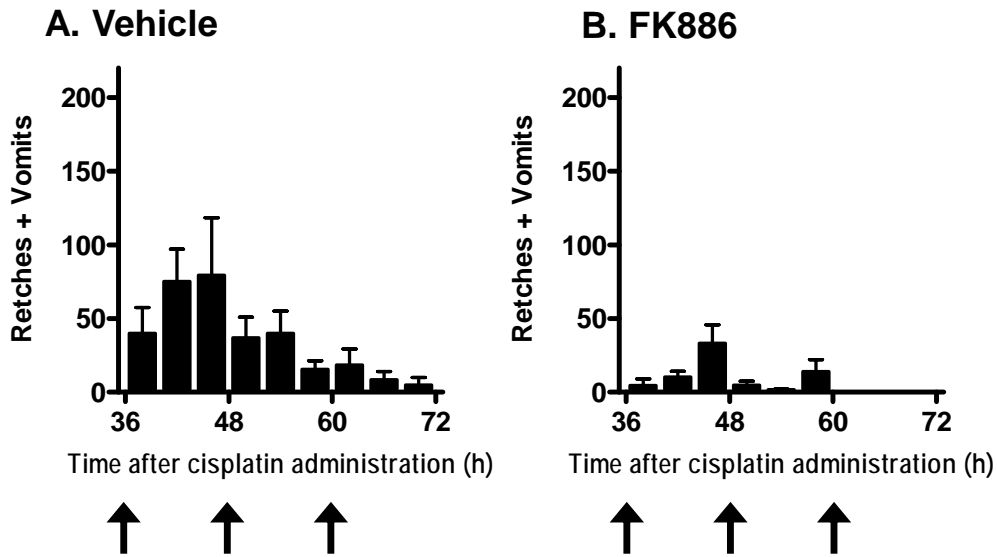 A. Vehicle
200
150
100
50
0
Retches + Vomits
36 48 60 72
Time after cisplatin administration (h)
B. FK886
200
150
100
50
0
Retches + Vomits
36 48 60 72
Time after cisplatin administration (h)